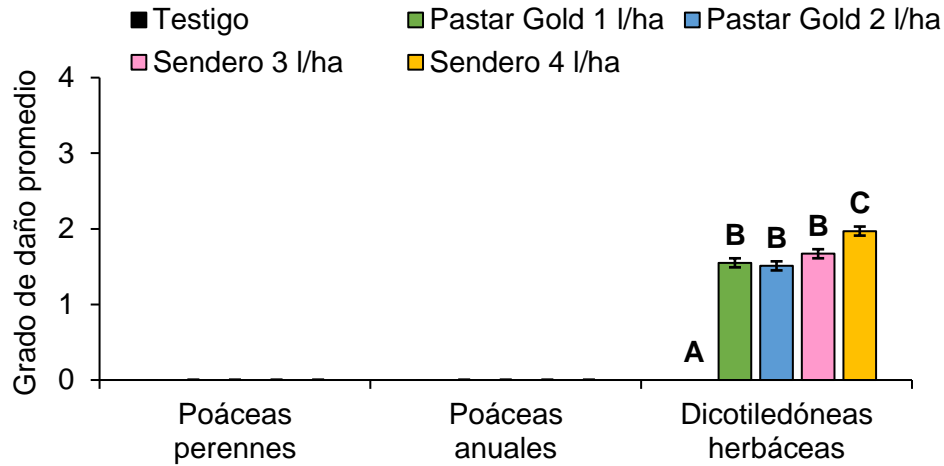 Testigo
Pastar Gold 1 l/ha
Pastar Gold 2 l/ha
Sendero 3 l/ha
Sendero 4 l/ha
Grado de daño promedio
4
3
2
1
0
A
B
B
B
C
Poáceas
perennes
Poáceas
anuales
Dicotiledóneas
herbáceas